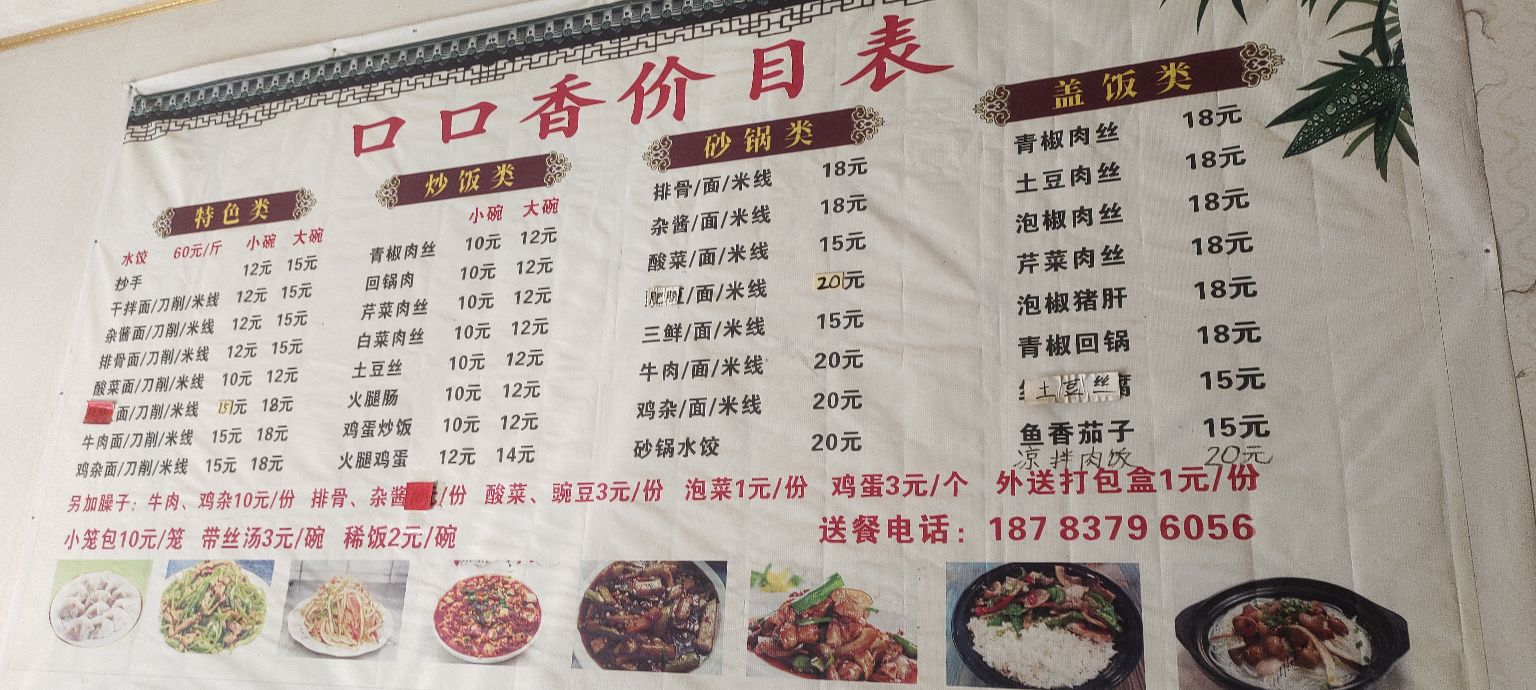 口口香价目表
特色类
水饺 60元/斤 小碗 大碗
抄手 12元 15元
干拌面/刀削/米线 12元 15元
杂酱面/刀削/米线 12元 15元
排骨面/刀削/米线 12元 15元
酸菜面/刀削/米线 10元 12元
面/刀削/米线 15元 18元
牛肉面/刀削/米线 15元 18元
鸡杂面/刀削/米线 15元 18元
炒饭类
小碗 大碗
青椒肉丝 10元 12元
回锅肉 10元 12元
芹菜肉丝 10元 12元
白菜肉丝 10元 12元
土豆丝 10元 12元
火腿肠 10元 12元
鸡蛋炒饭 10元 12元
火腿鸡蛋 12元 14元
砂锅类
排骨/面/米线 18元
杂酱/面/米线 18元
酸菜/面/米线 15元
肥肠/面/米线 20元
三鲜/面/米线 15元
牛肉/面/米线 20元
鸡杂/面/米线 20元
砂锅水饺 20元
盖饭类
青椒肉丝 18元
土豆肉丝 18元
泡椒肉丝 18元
芹菜肉丝 18元
泡椒猪肝 18元
青椒回锅 18元
土豆丝 15元
鱼香茄子 15元
凉拌肉饭 20元
另加臊子：牛肉、鸡杂10元/份 排骨、杂酱 /份 酸菜、豌豆3元/份 泡菜1元/份 鸡蛋3元/个 外送打包盒1元/份
小笼包10元/笼 带丝汤3元/碗 稀饭2元/碗
送餐电话：187 8379 6056